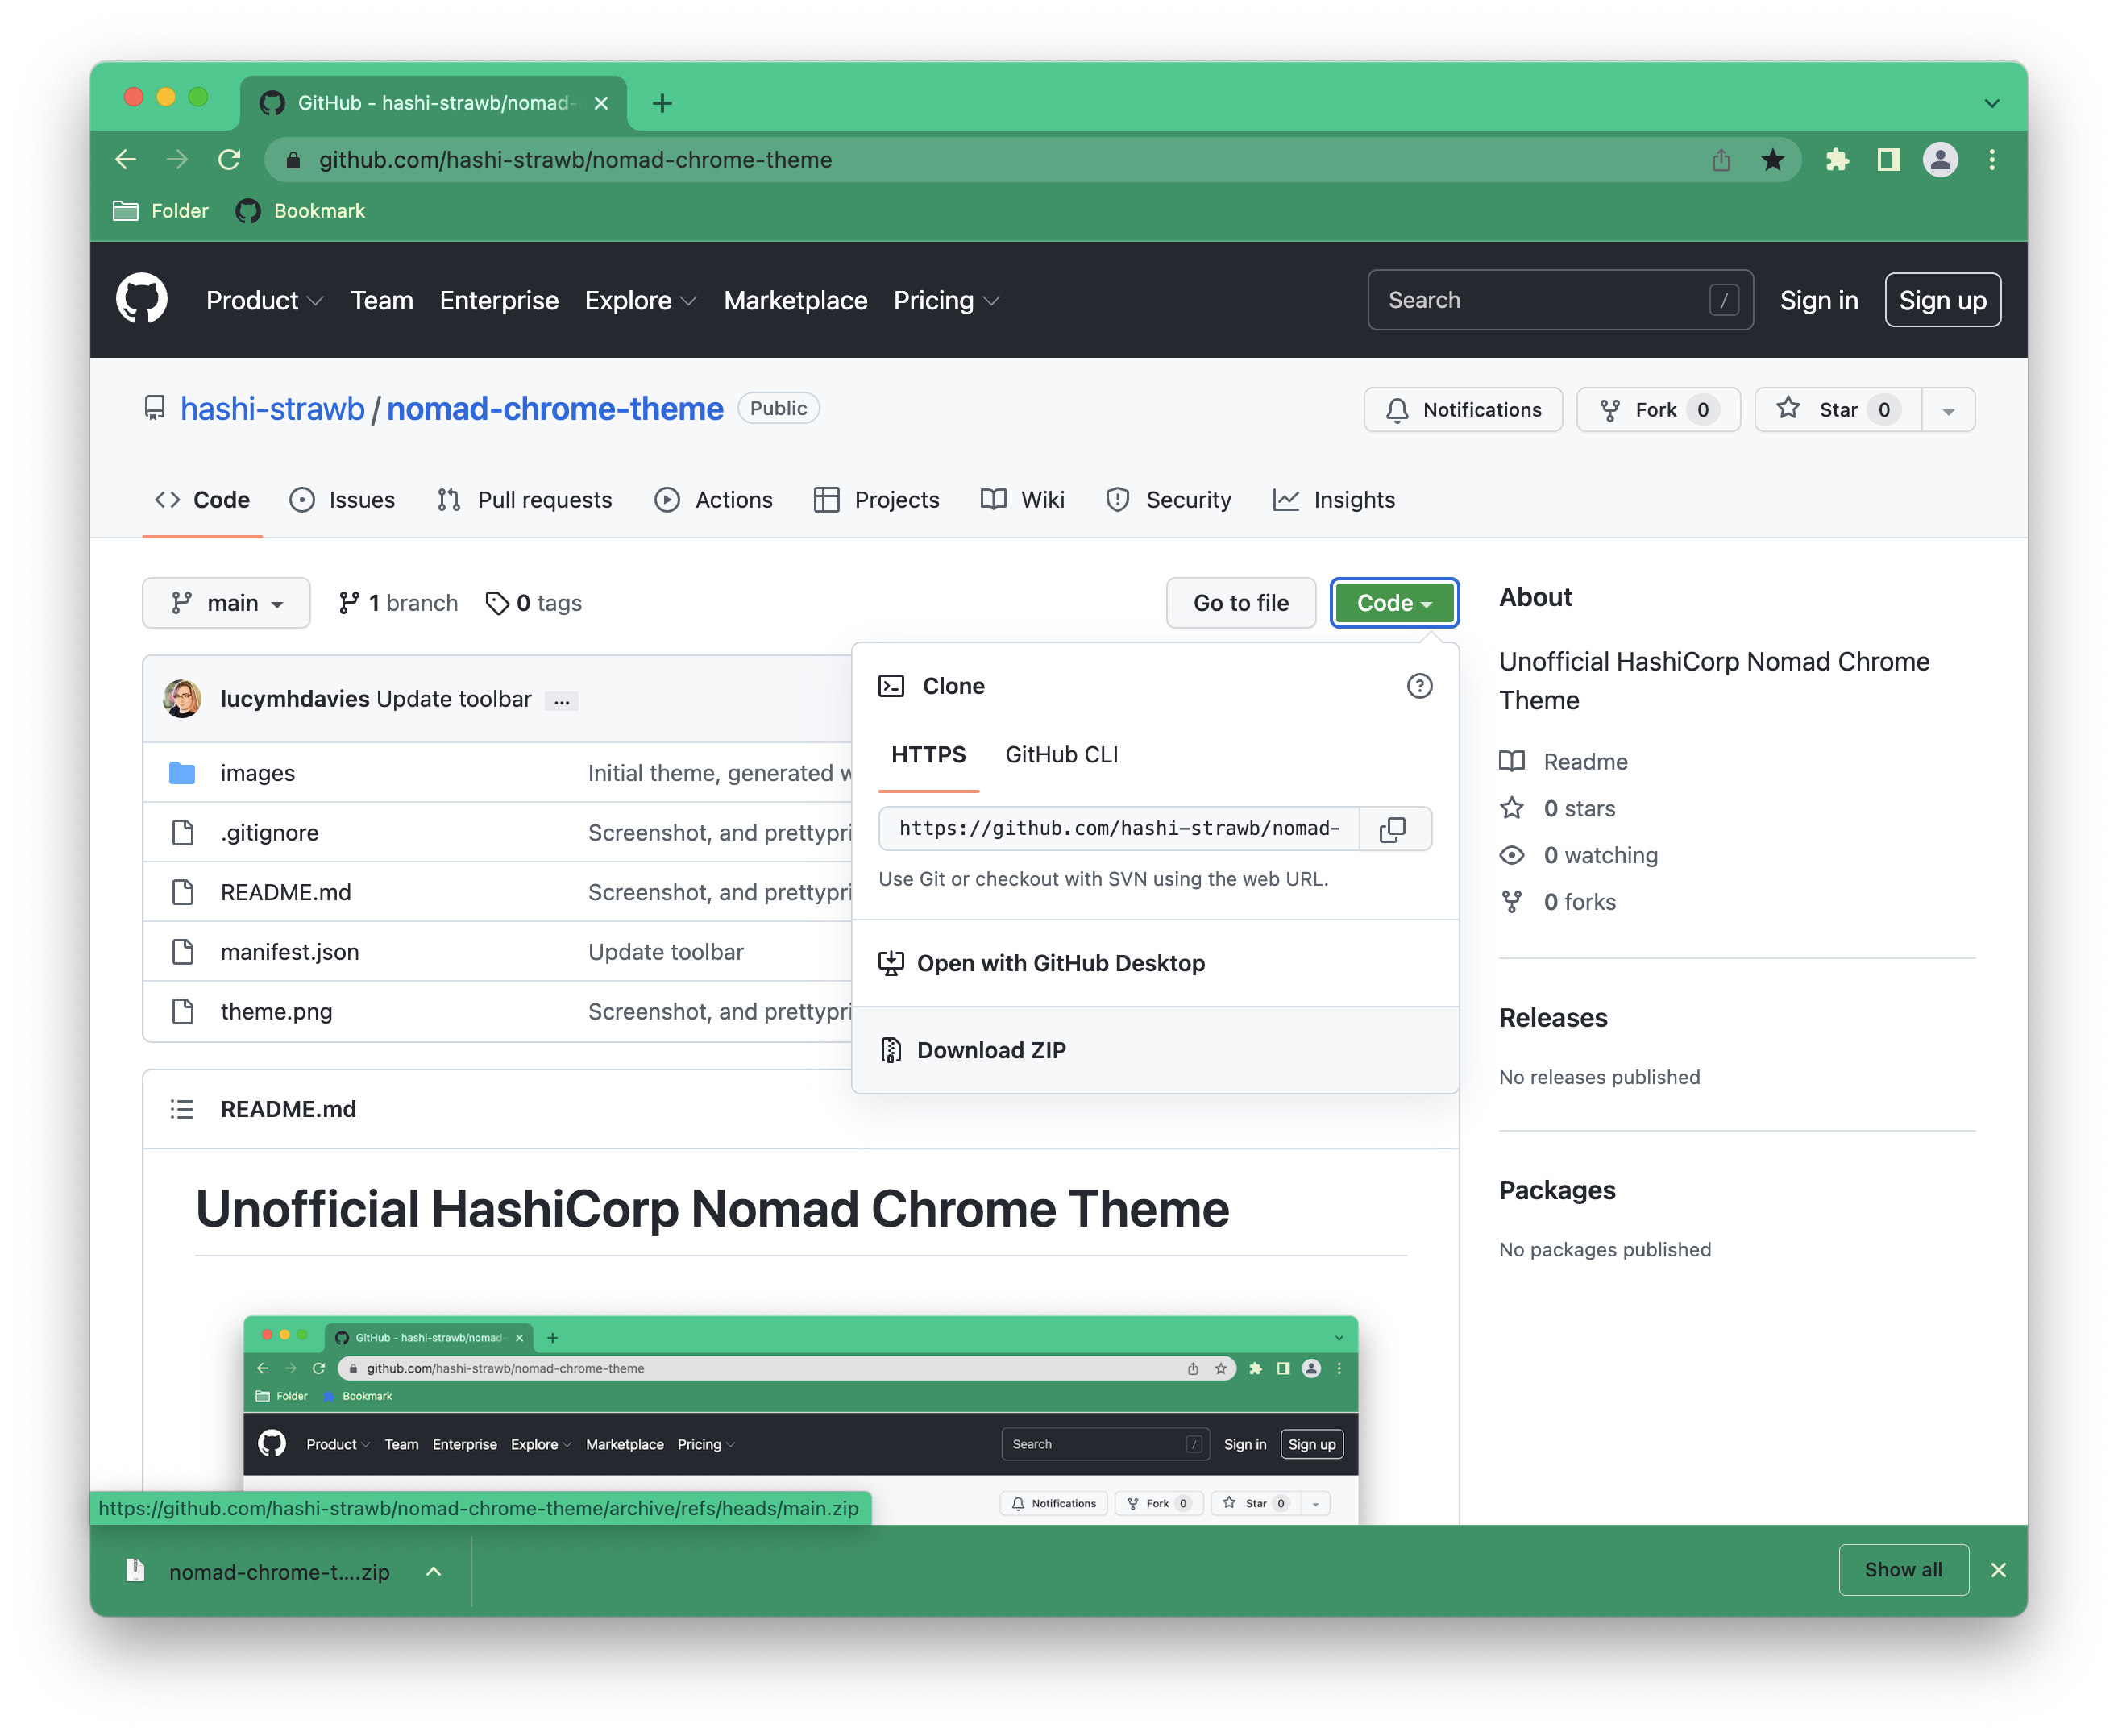 GitHub - hashi-strawb/nomad-
github.com/hashi-strawb/nomad-chrome-theme
Folder Bookmark
Product Team Enterprise Explore Marketplace Pricing Search / Sign in Sign up
hashi-strawb / nomad-chrome-theme Public Notifications Fork 0 Star 0
Code Issues Pull requests Actions Projects Wiki Security Insights
main 1 branch 0 tags Go to file Code
lucymhdavies Update toolbar ...
images Initial theme, generated w
.gitignore Screenshot, and prettypri
README.md Screenshot, and prettypri
manifest.json Update toolbar
theme.png Screenshot, and prettypri
Clone
HTTPS GitHub CLI
https://github.com/hashi-strawb/nomad-
Use Git or checkout with SVN using the web URL.
Open with GitHub Desktop
Download ZIP
About
Unofficial HashiCorp Nomad Chrome
Theme
Readme
0 stars
0 watching
0 forks
Releases
No releases published
Packages
No packages published
README.md
Unofficial HashiCorp Nomad Chrome Theme
GitHub - hashi-strawb/nomad-
github.com/hashi-strawb/nomad-chrome-theme
Folder Bookmark
Product Team Enterprise Explore Marketplace Pricing Search / Sign in Sign up
Notifications Fork 0 Star 0
https://github.com/hashi-strawb/nomad-chrome-theme/archive/refs/heads/main.zip
nomad-chrome-t....zip Show all